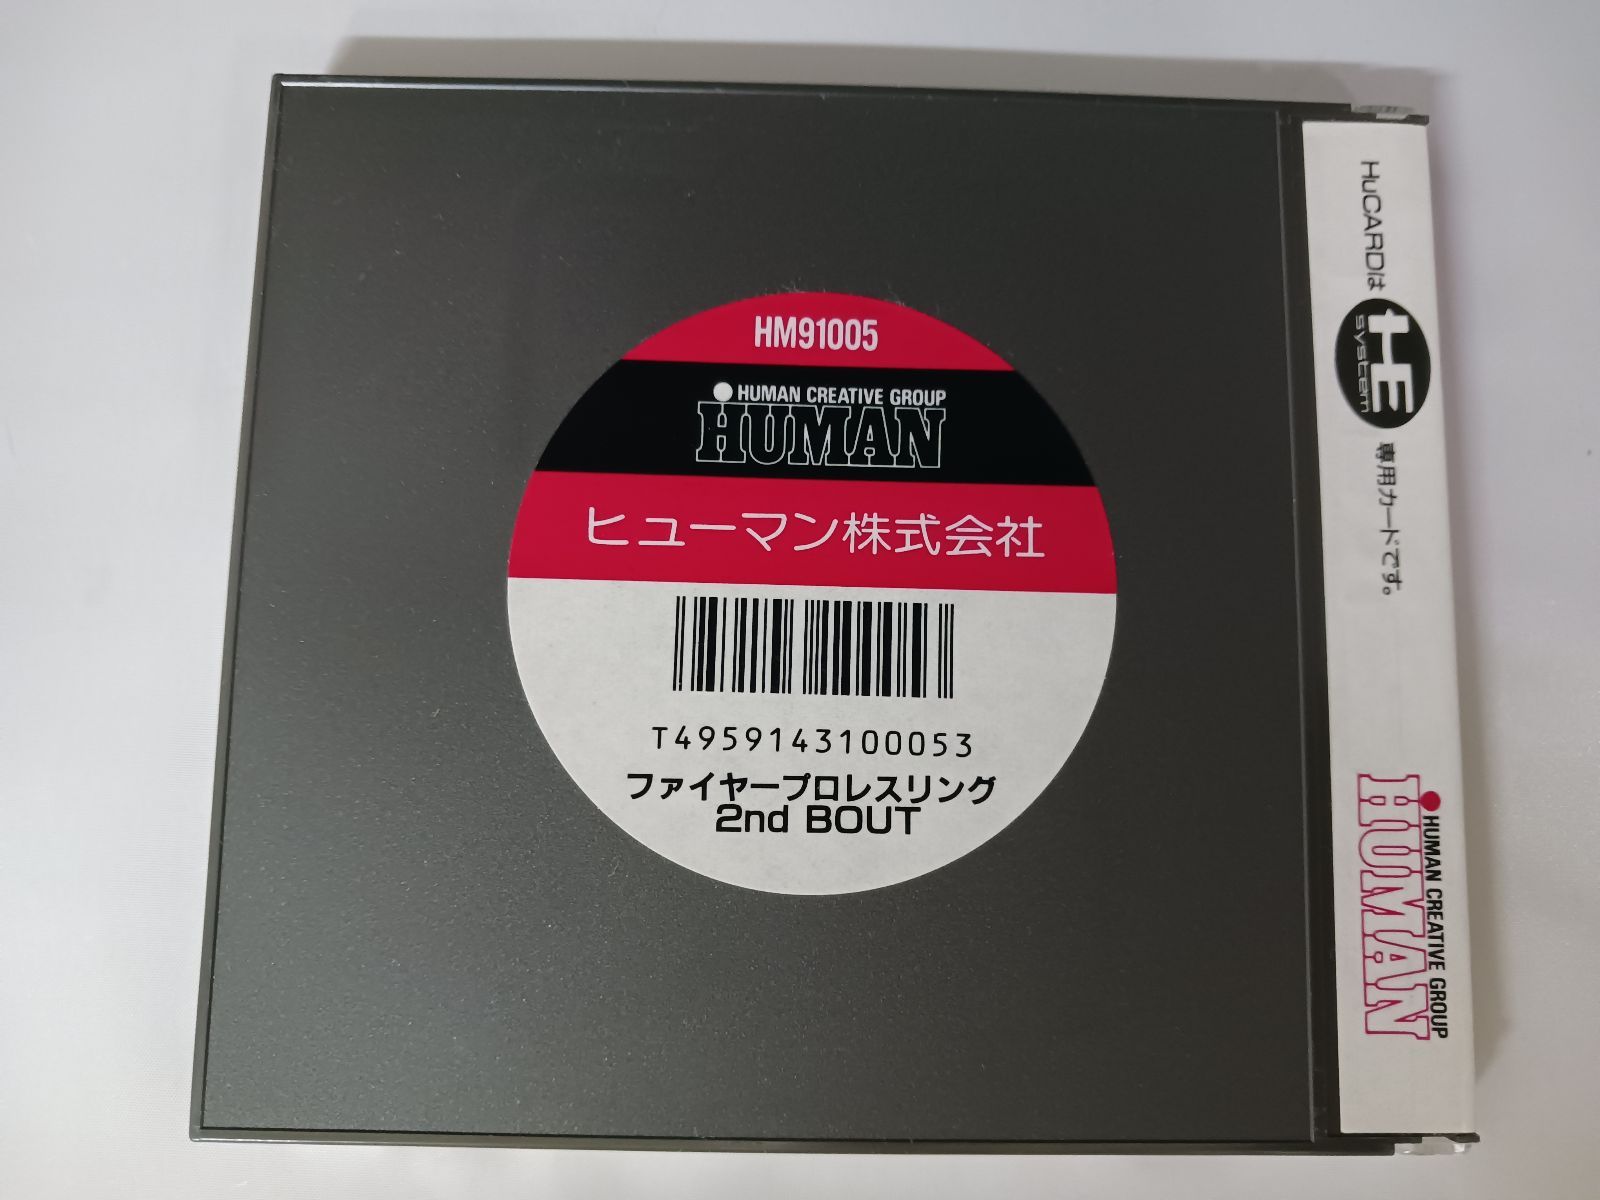 HM91005
HUMAN CREATIVE GROUP
HUMAN
ヒューマン株式会社
T4959143100053
ファイヤープロレスリング
2nd BOUT
HuCARDは
HE
system
専用カードです。
HUMAN CREATIVE GROUP
HUMAN